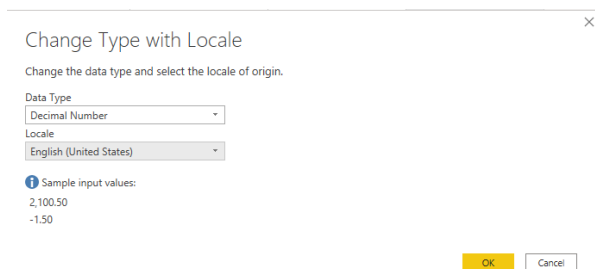 Change Type with Locale
Change the data type and select the locale of origin.
Data Type
Decimal Number
Locale
English (United States)
Sample input values:
2,100.50
-1.50
OK Cancel